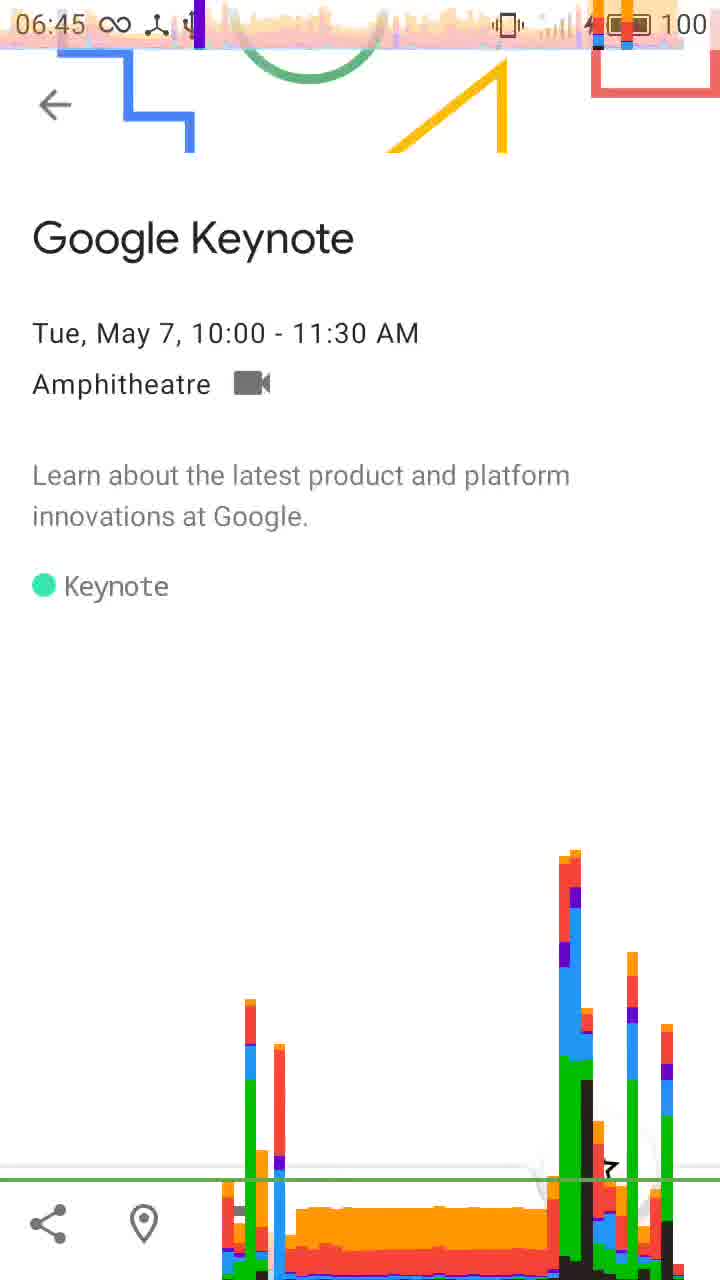 06:45
100
Google Keynote
Tue, May 7, 10:00 - 11:30 AM
Amphitheatre
Learn about the latest product and platform
innovations at Google.
Keynote